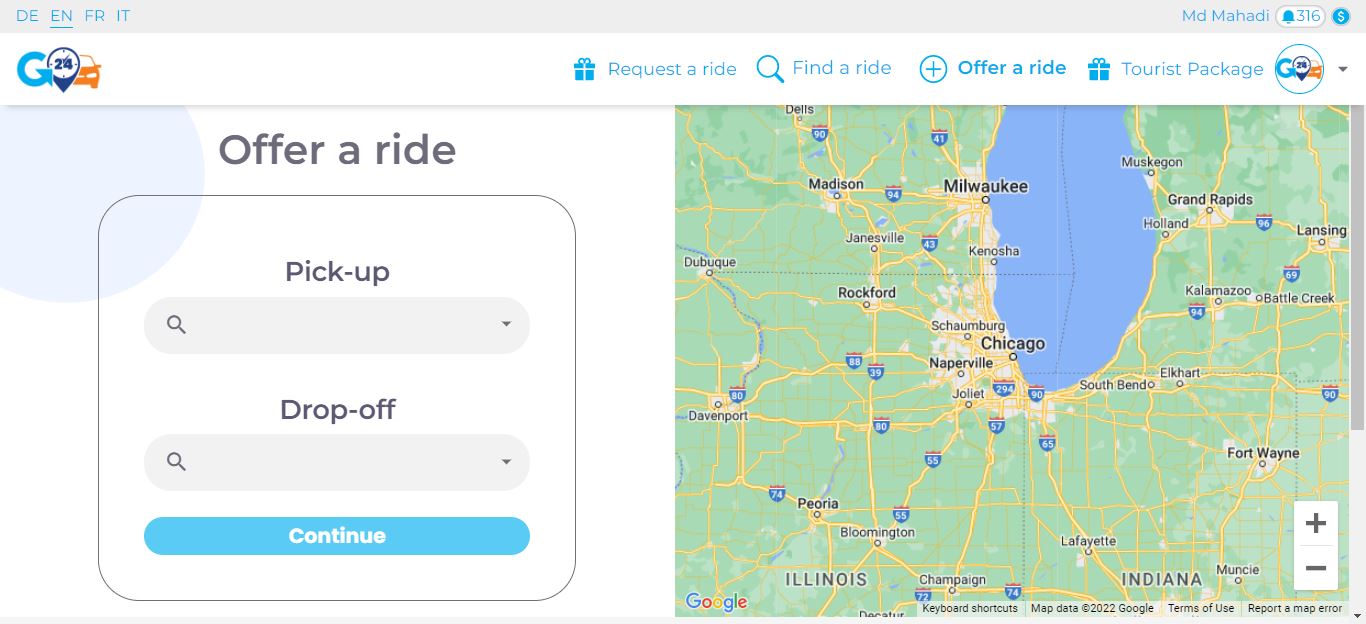 DE EN FR IT
Md Mahadi 316 $
G 24
Request a ride Find a ride Offer a ride Tourist Package G 24
Offer a ride
Pick-up
Drop-off
Continue
Dells
90
41
Muskegon
Madison
94
Milwaukee
Grand Rapids
Holland
96
Janesville
43
Lansing
Kenosha
Dubuque
69
Rockford
Kalamazoo
Battle Creek
94
Schaumburg
Chicago
Naperville
88
39
Elkhart
South Bend
294
90
Joliet
80
90
Davenport
80
57
65
55
Fort Wayne
74
Peoria
55
Bloomington
Lafayette
ILLINOIS
Champaign
INDIANA
Muncie
72
74
Decatur
Google
Keyboard shortcuts Map data ©2022 Google Terms of Use Report a map error